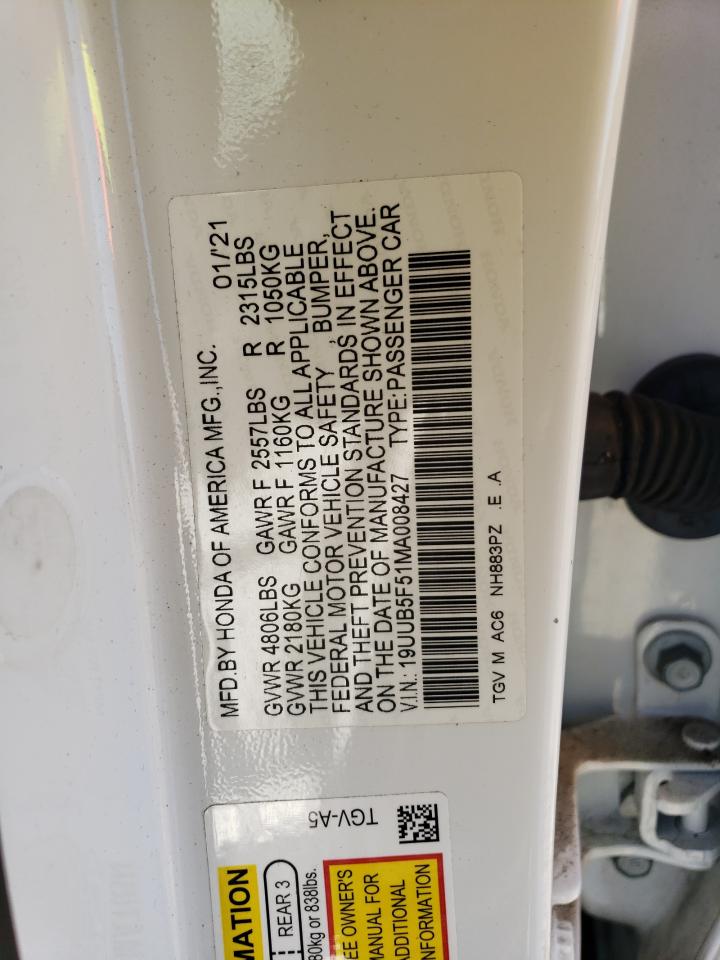 MFD.BY HONDA OF AMERICA MFG.,INC. 01/'21
GVWR 4806LBS GAWR F 2557LBS R 2315LBS
GVWR 2180KG GAWR F 1160KG R 1050KG
THIS VEHICLE CONFORMS TO ALL APPLICABLE
FEDERAL MOTOR VEHICLE SAFETY , BUMPER,
AND THEFT PREVENTION STANDARDS IN EFFECT
ON THE DATE OF MANUFACTURE SHOWN ABOVE.
V.I.N.: 19UUB5F51MA008427 TYPE:PASSENGER CAR
TGV M AC6 NH883PZ .E .A
TGV-A5
MATION
REAR 3
80kg or 838lbs.
EE OWNER'S
MANUAL FOR
ADDITIONAL
NFORMATION